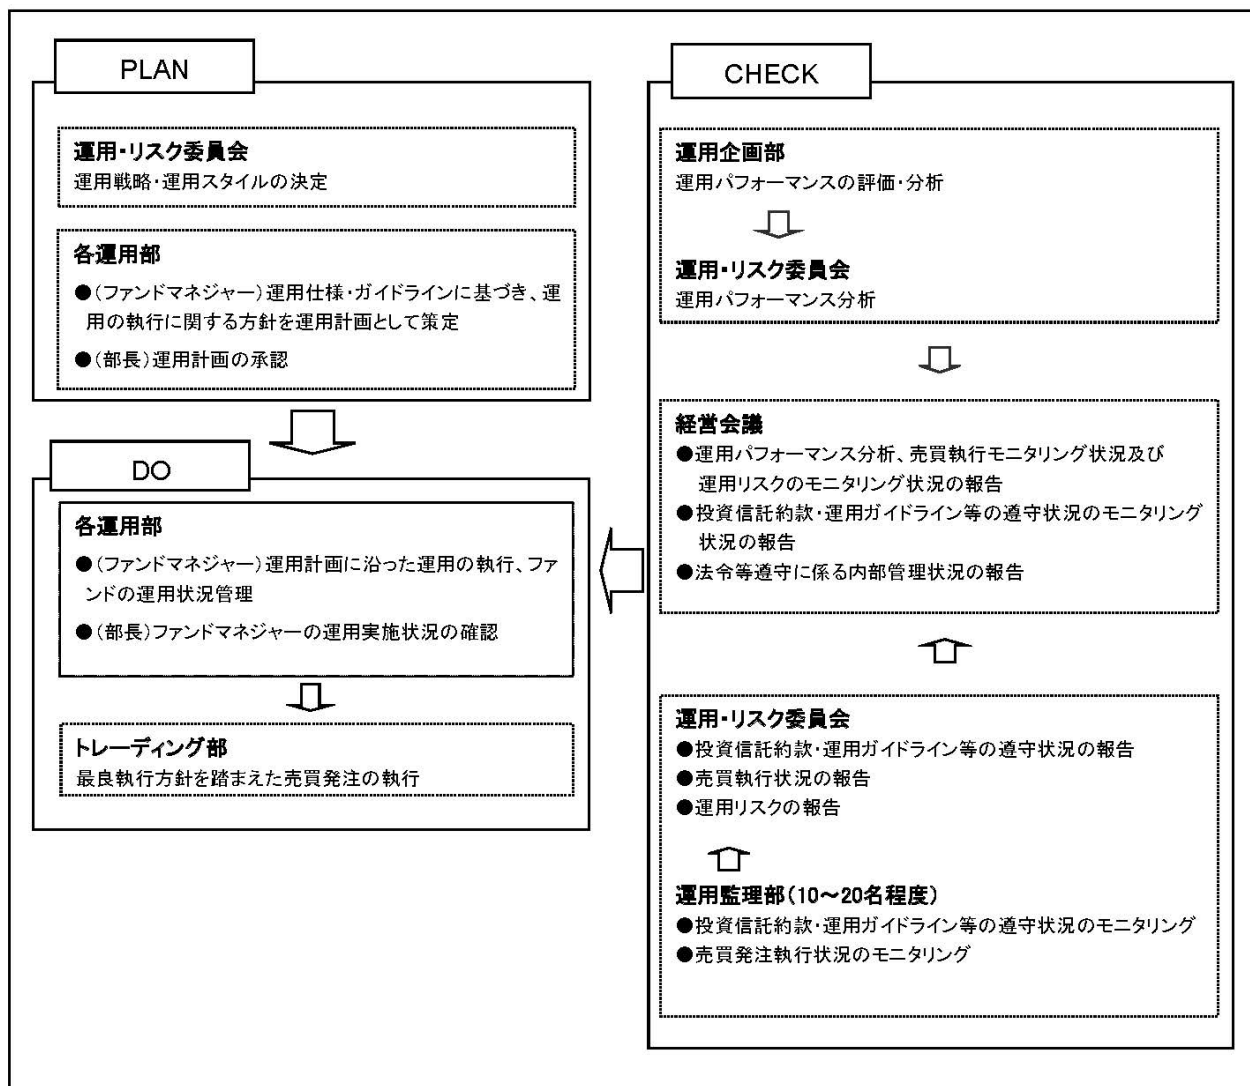 PLAN
運用・リスク委員会
運用戦略・運用スタイルの決定
各運用部
●(ファンドマネジャー)運用仕様・ガイドラインに基づき、運
用の執行に関する方針を運用計画として策定
●(部長)運用計画の承認
DO
各運用部
●(ファンドマネジャー)運用計画に沿った運用の執行、ファ
ンドの運用状況管理
●(部長)ファンドマネジャーの運用実施状況の確認
トレーディング部
最良執行方針を踏まえた売買発注の執行
CHECK
運用企画部
運用パフォーマンスの評価・分析
運用・リスク委員会
運用パフォーマンス分析
経営会議
●運用パフォーマンス分析、売買執行モニタリング状況及び
運用リスクのモニタリング状況の報告
●投資信託約款・運用ガイドライン等の遵守状況のモニタリング
状況の報告
●法令等遵守に係る内部管理状況の報告
運用・リスク委員会
●投資信託約款・運用ガイドライン等の遵守状況の報告
●売買執行状況の報告
●運用リスクの報告
運用監理部(10～20名程度)
●投資信託約款・運用ガイドライン等の遵守状況のモニタリング
●売買発注執行状況のモニタリング